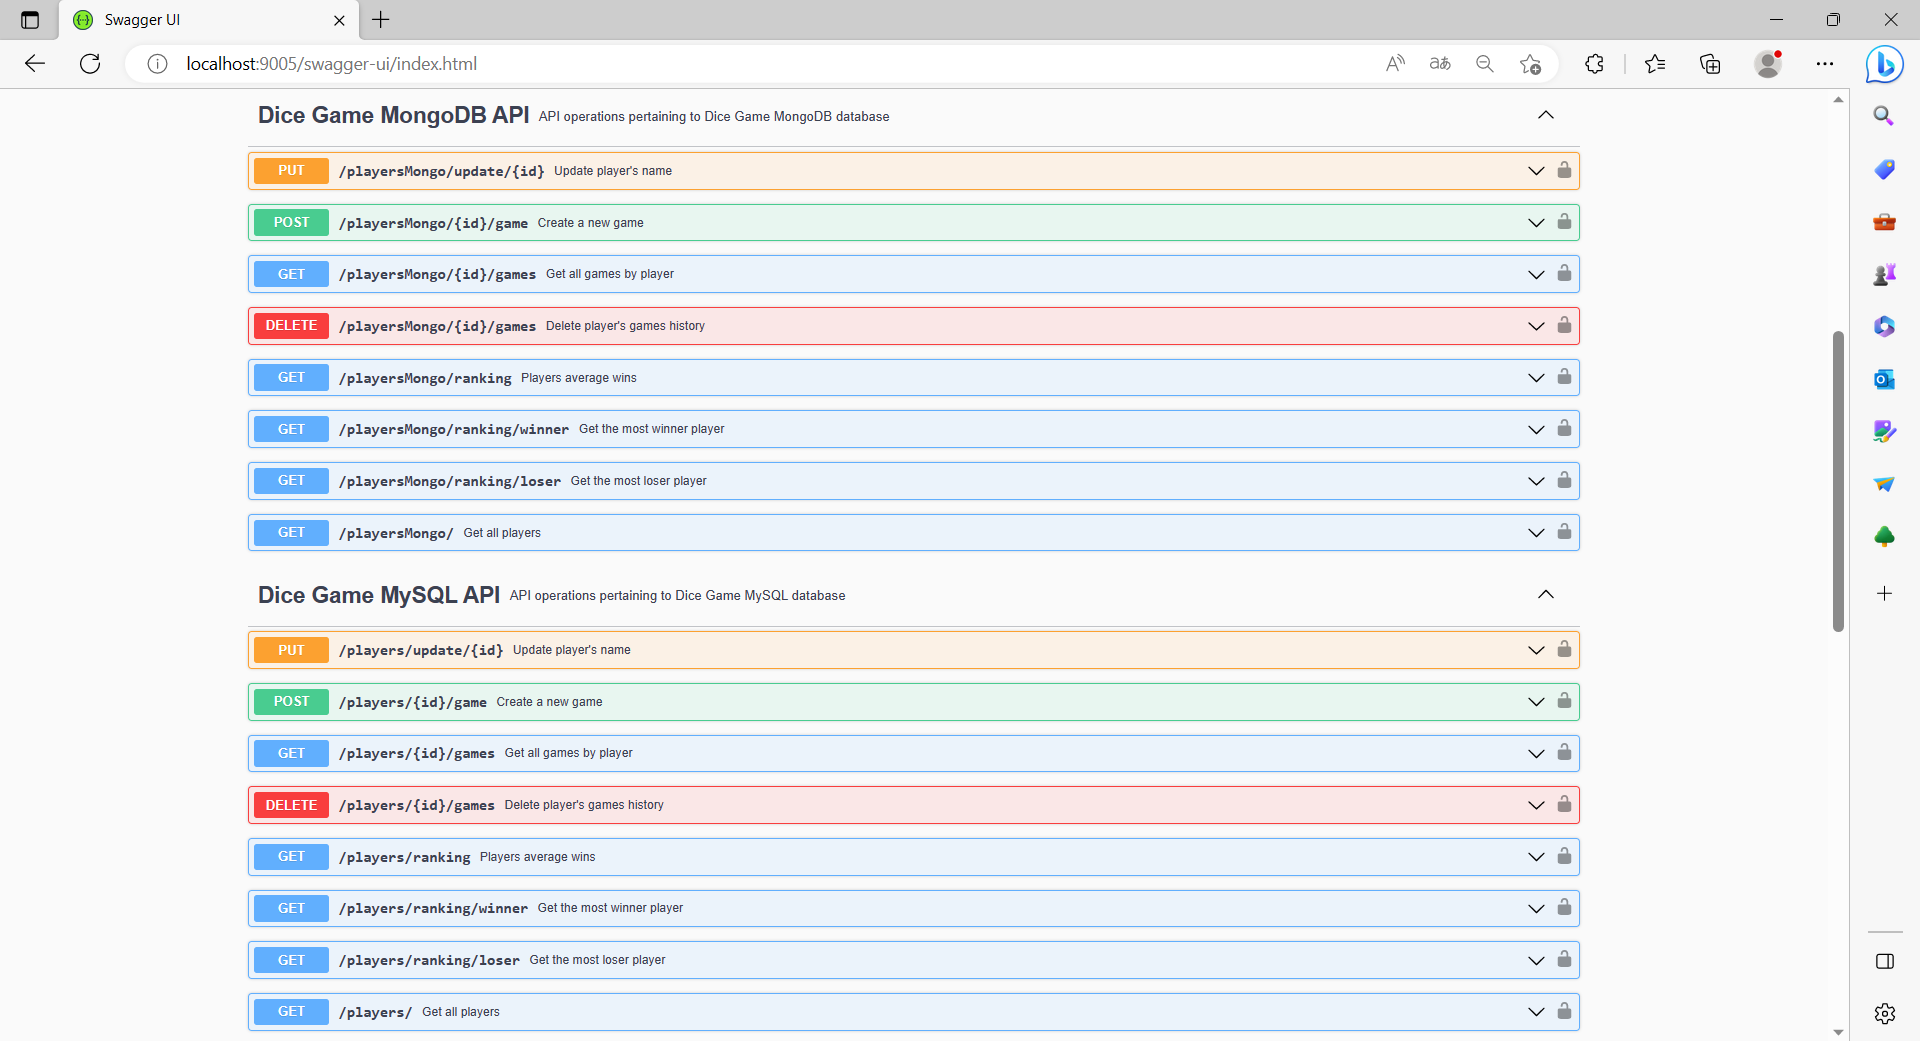 Swagger UI
localhost:9005/swagger-ui/index.html
Dice Game MongoDB API API operations pertaining to Dice Game MongoDB database
PUT /playersMongo/update/{id} Update player's name
POST /playersMongo/{id}/game Create a new game
GET /playersMongo/{id}/games Get all games by player
DELETE /playersMongo/{id}/games Delete player's games history
GET /playersMongo/ranking Players average wins
GET /playersMongo/ranking/winner Get the most winner player
GET /playersMongo/ranking/loser Get the most loser player
GET /playersMongo/ Get all players
Dice Game MySQL API API operations pertaining to Dice Game MySQL database
PUT /players/update/{id} Update player's name
POST /players/{id}/game Create a new game
GET /players/{id}/games Get all games by player
DELETE /players/{id}/games Delete player's games history
GET /players/ranking Players average wins
GET /players/ranking/winner Get the most winner player
GET /players/ranking/loser Get the most loser player
GET /players/ Get all players